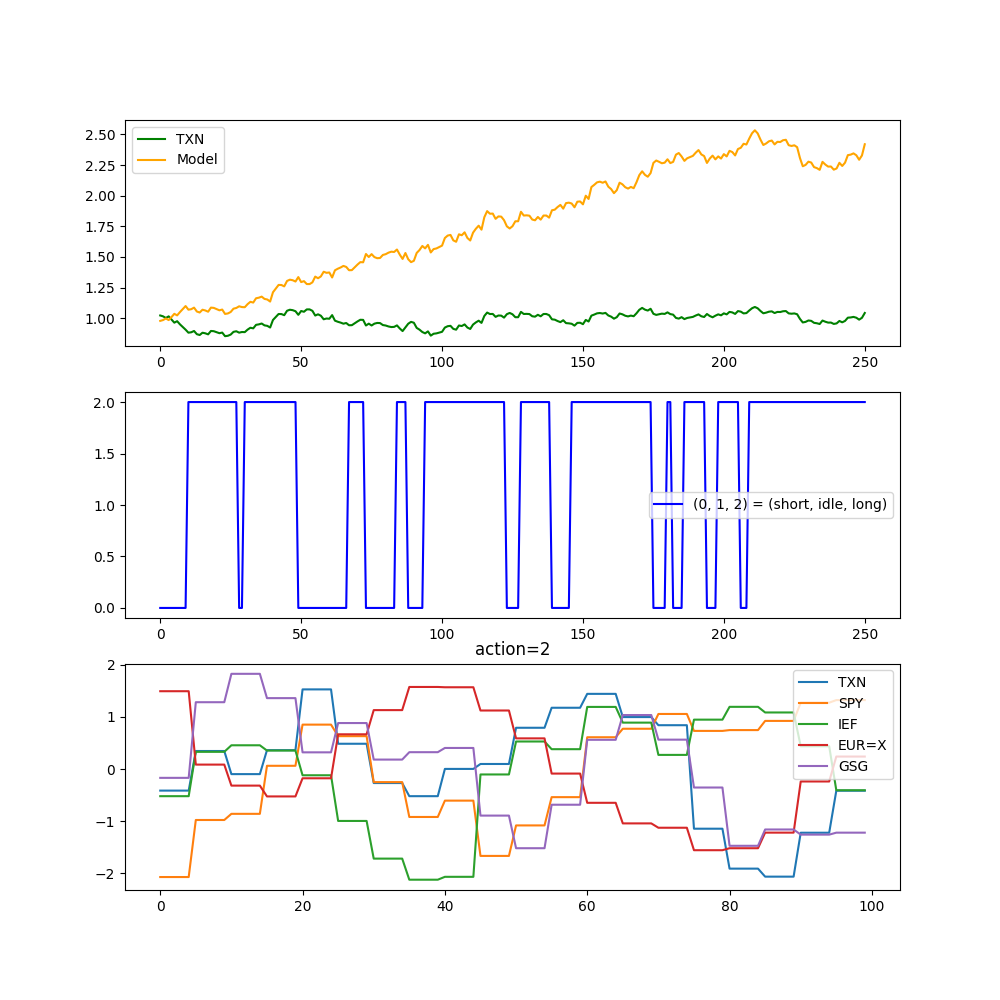 2.50
2.25
2.00
1.75
1.50
1.25
1.00
TXN
Model
0 50 100 150 200 250
2.0
1.5
1.0
0.5
0.0
(0, 1, 2) = (short, idle, long)
0 50 100 150 200 250
action=2
2
1
0
−1
−2
TXN
SPY
IEF
EUR=X
GSG
0 20 40 60 80 100